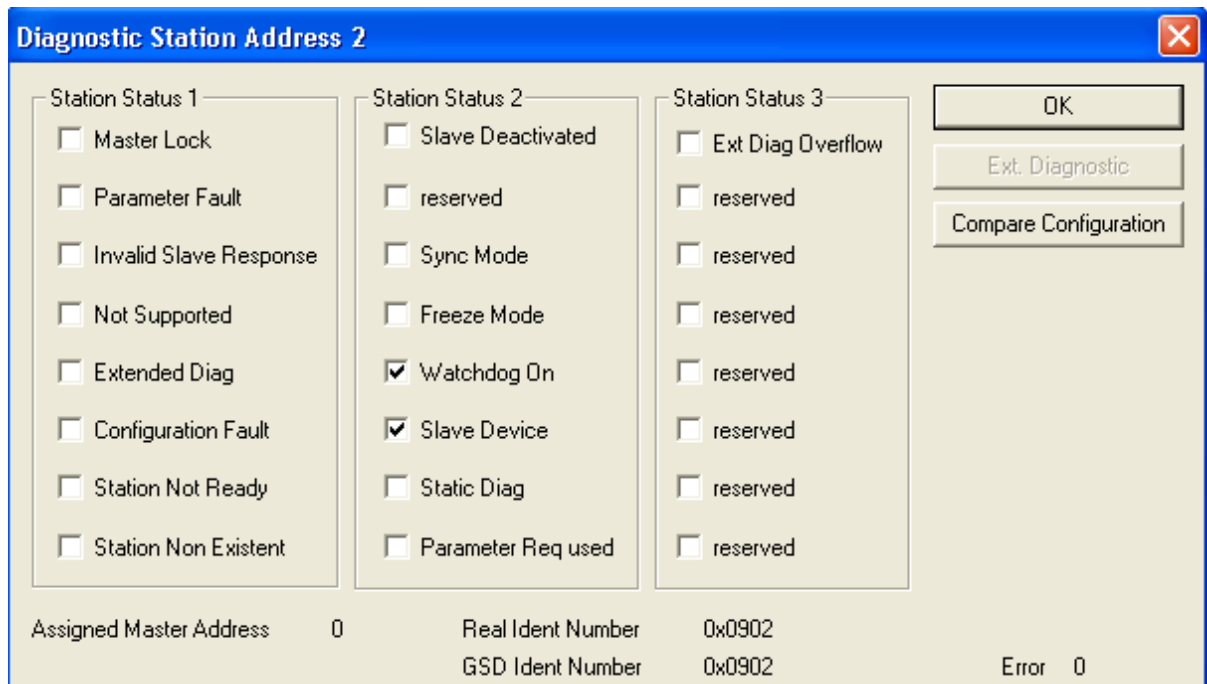 Diagnostic Station Address 2
Station Status 1
Master Lock
Parameter Fault
Invalid Slave Response
Not Supported
Extended Diag
Configuration Fault
Station Not Ready
Station Non Existent
Station Status 2
Slave Deactivated
reserved
Sync Mode
Freeze Mode
Watchdog On
Slave Device
Static Diag
Parameter Req used
Station Status 3
Ext Diag Overflow
reserved
reserved
reserved
reserved
reserved
reserved
reserved
OK
Ext. Diagnostic
Compare Configuration
Assigned Master Address 0
Real Ident Number 0x0902
GSD Ident Number 0x0902
Error 0